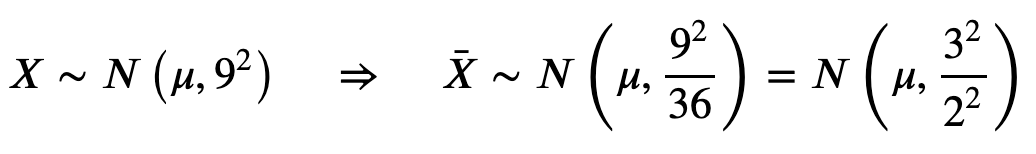 X ∼ N (μ, 9²) ⇒ X̄ ∼ N (μ, 9²/36) = N (μ, 3²/2²)